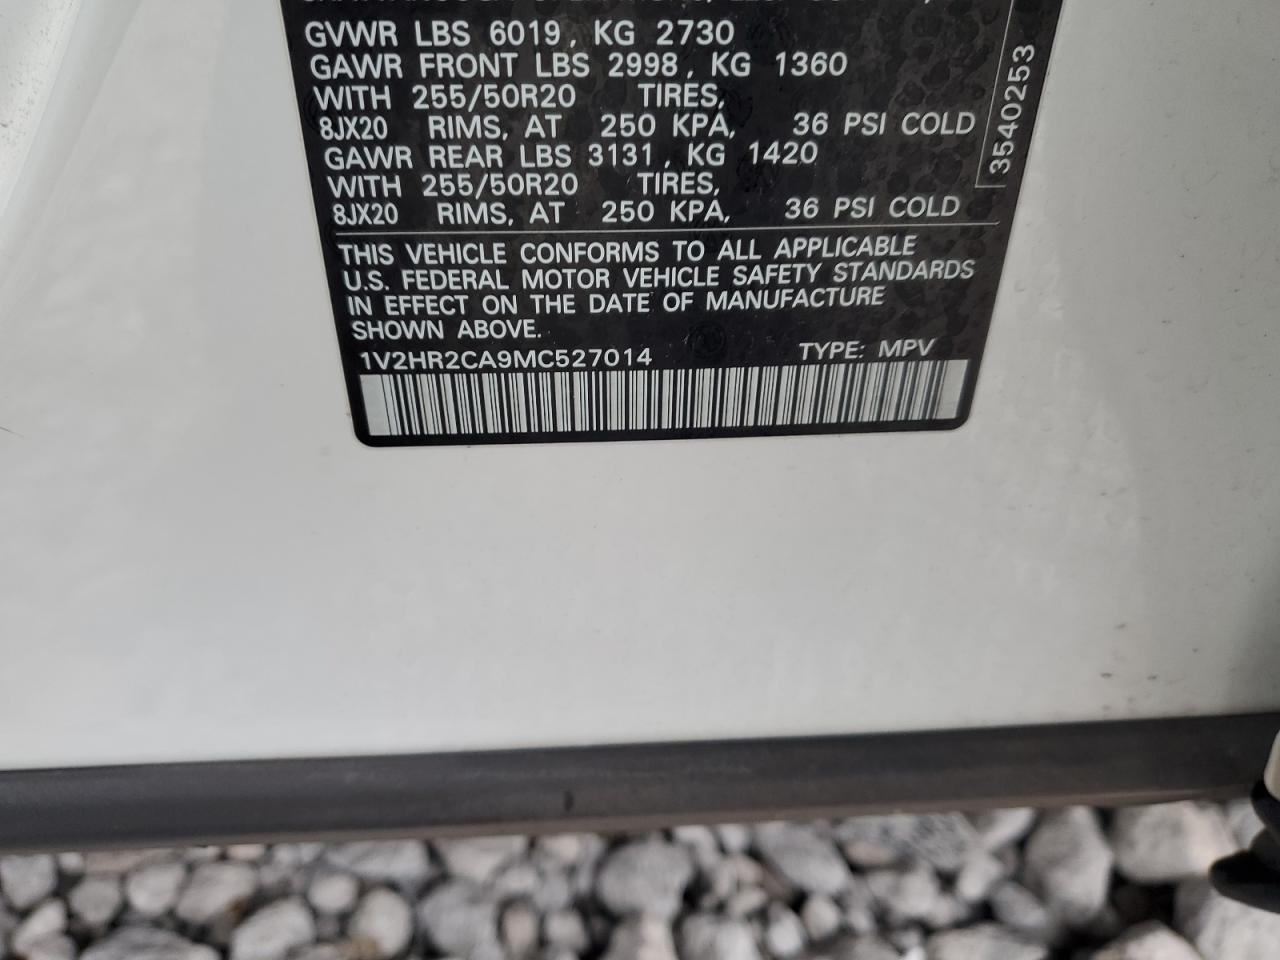 GVWR LBS 6019, KG 2730
GAWR FRONT LBS 2998, KG 1360
WITH 255/50R20 TIRES,
8JX20 RIMS, AT 250 KPA, 36 PSI COLD
GAWR REAR LBS 3131, KG 1420
WITH 255/50R20 TIRES,
8JX20 RIMS, AT 250 KPA, 36 PSI COLD
THIS VEHICLE CONFORMS TO ALL APPLICABLE
U.S. FEDERAL MOTOR VEHICLE SAFETY STANDARDS
IN EFFECT ON THE DATE OF MANUFACTURE
SHOWN ABOVE.
1V2HR2CA9MC527014 TYPE: MPV
3540253